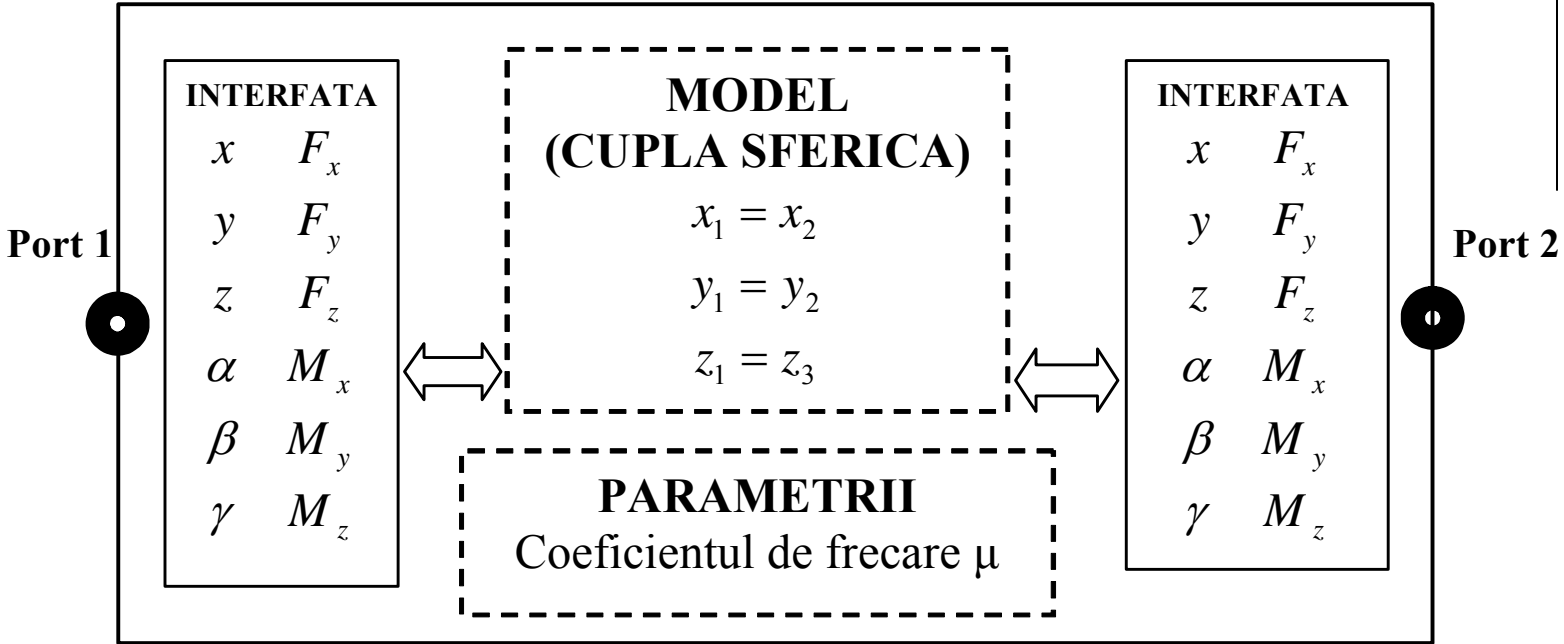 Port 1
INTERFATA
x F_x
y F_y
z F_z
α M_x
β M_y
γ M_z
MODEL
(CUPLA SFERICA)
x_1 = x_2
y_1 = y_2
z_1 = z_3
PARAMETRII
Coeficientul de frecare μ
INTERFATA
x F_x
y F_y
z F_z
α M_x
β M_y
γ M_z
Port 2